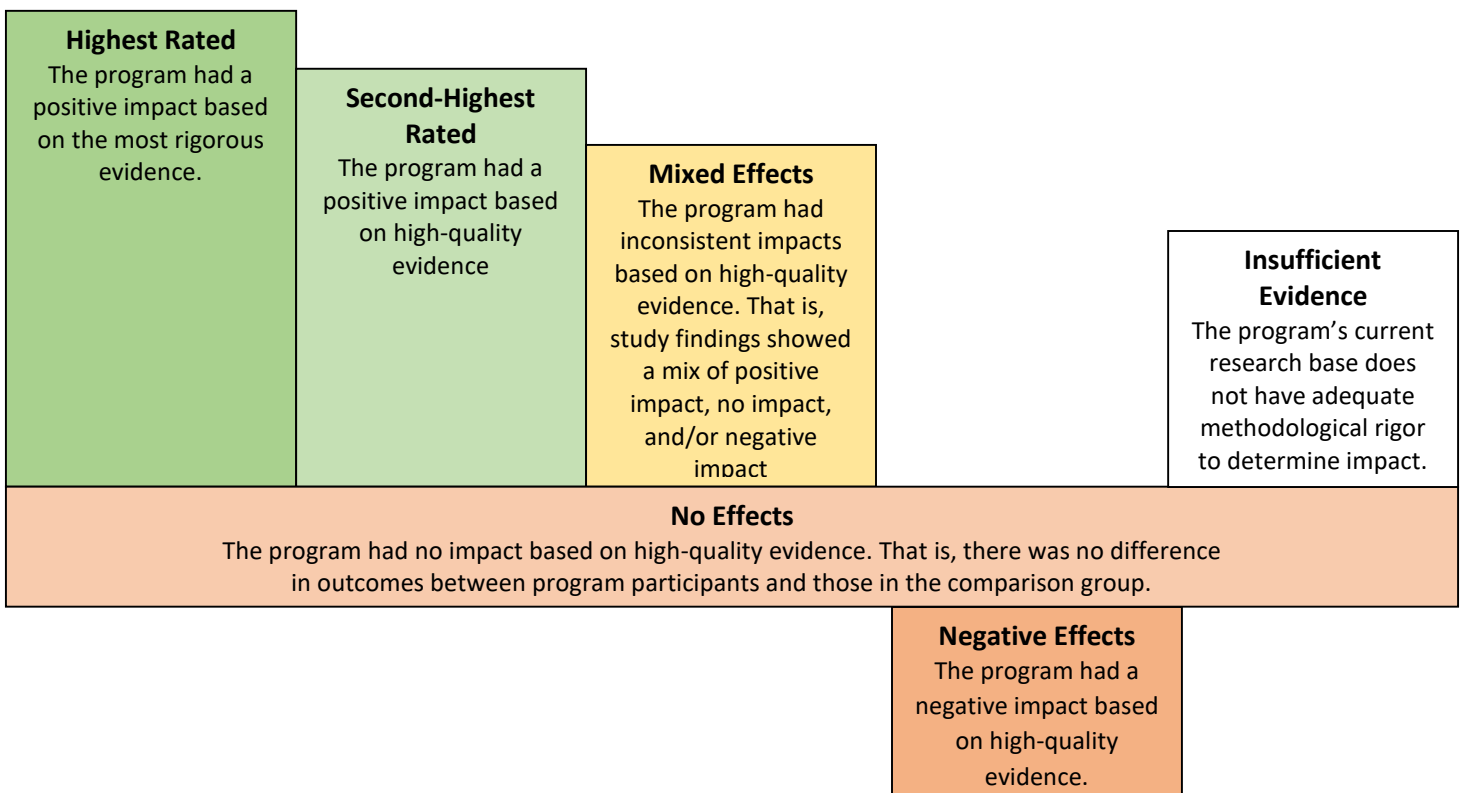 Highest Rated
The program had a
positive impact based
on the most rigorous
evidence.
Second-Highest
Rated
The program had a
positive impact based
on high-quality
evidence
Mixed Effects
The program had
inconsistent impacts
based on high-quality
evidence. That is,
study findings showed
a mix of positive
impact, no impact,
and/or negative
impact
Insufficient
Evidence
The program’s current
research base does
not have adequate
methodological rigor
to determine impact.
No Effects
The program had no impact based on high-quality evidence. That is, there was no difference
in outcomes between program participants and those in the comparison group.
Negative Effects
The program had a
negative impact based
on high-quality
evidence.